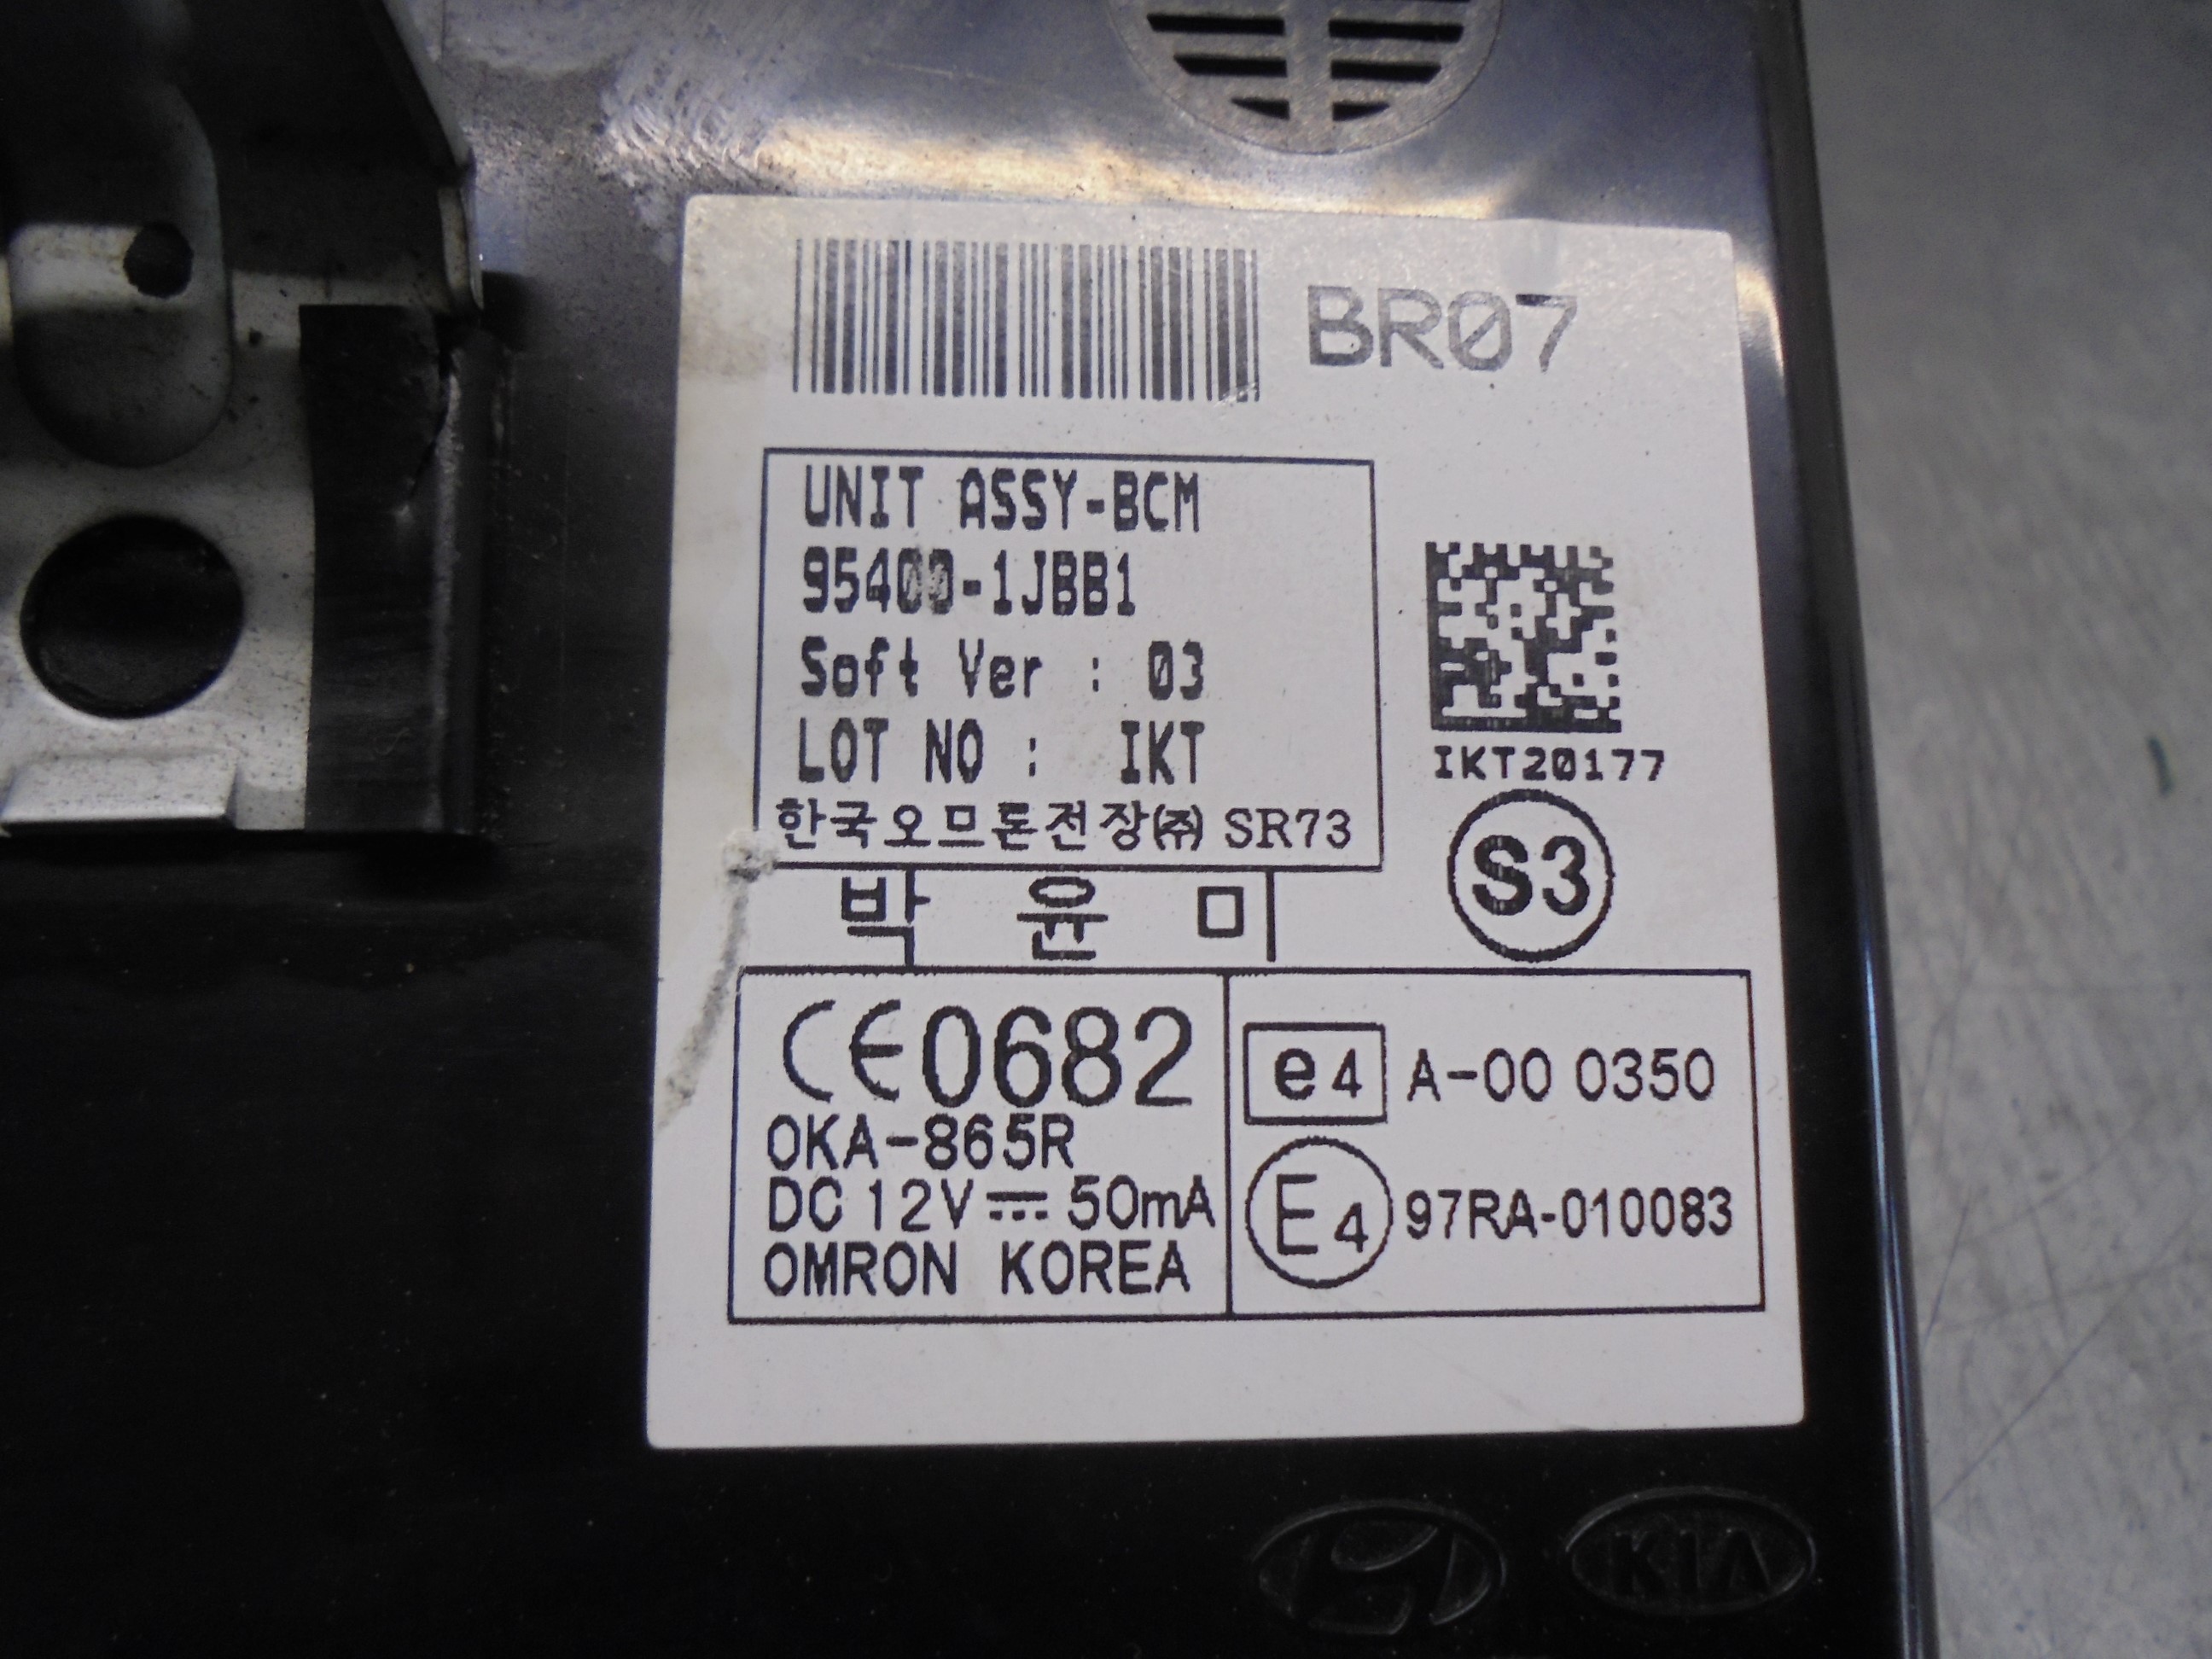 BR07
UNIT ASSY-BCM
95400-1JBB1
Soft Ver : 03
LOT NO : IKT
IKT20177
한국오므론전장㈜ SR73
S3
박 윤 미
CE0682
OKA-865R
DC 12V ⎓ 50mA
OMRON KOREA
e4 A-00 0350
E4 97RA-010083
KIA